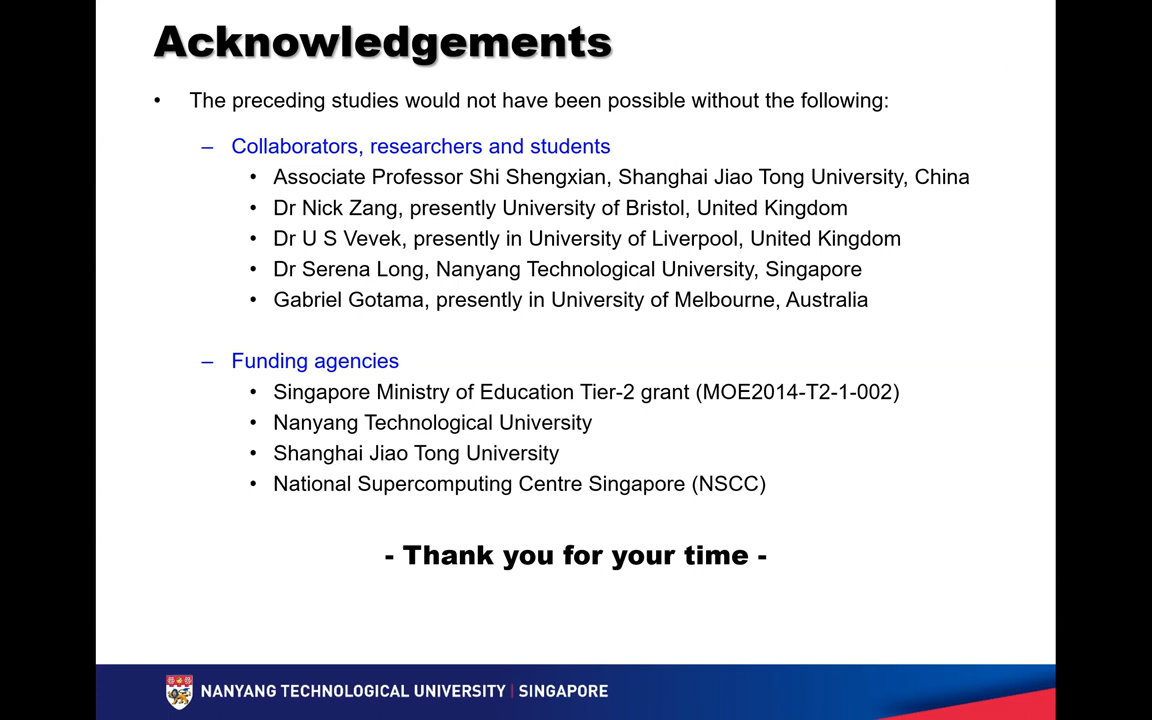 Acknowledgements
• The preceding studies would not have been possible without the following:
– Collaborators, researchers and students
• Associate Professor Shi Shengxian, Shanghai Jiao Tong University, China
• Dr Nick Zang, presently University of Bristol, United Kingdom
• Dr U S Vevek, presently in University of Liverpool, United Kingdom
• Dr Serena Long, Nanyang Technological University, Singapore
• Gabriel Gotama, presently in University of Melbourne, Australia
– Funding agencies
• Singapore Ministry of Education Tier-2 grant (MOE2014-T2-1-002)
• Nanyang Technological University
• Shanghai Jiao Tong University
• National Supercomputing Centre Singapore (NSCC)
- Thank you for your time -
NANYANG TECHNOLOGICAL UNIVERSITY | SINGAPORE